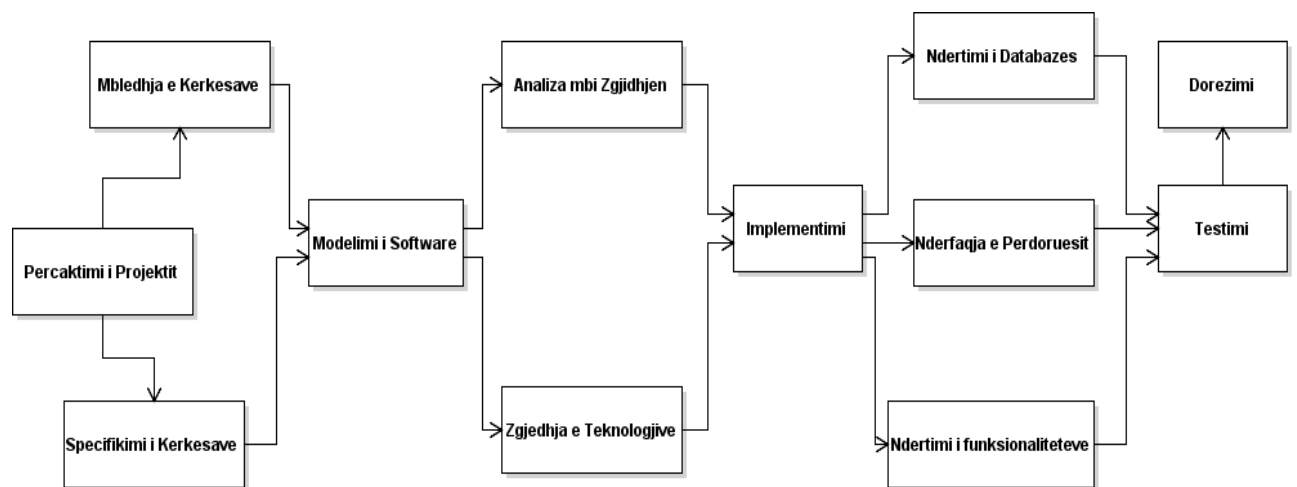 Percaktimi i Projektit
Mbledhja e Kerkesave
Specifikimi i Kerkesave
Modelimi i Software
Analiza mbi Zgjidhjen
Zgjedhja e Teknologjive
Implementimi
Ndertimi i Databazes
Nderfaqja e Perdoruesit
Ndertimi i funksionaliteteve
Testimi
Dorezimi